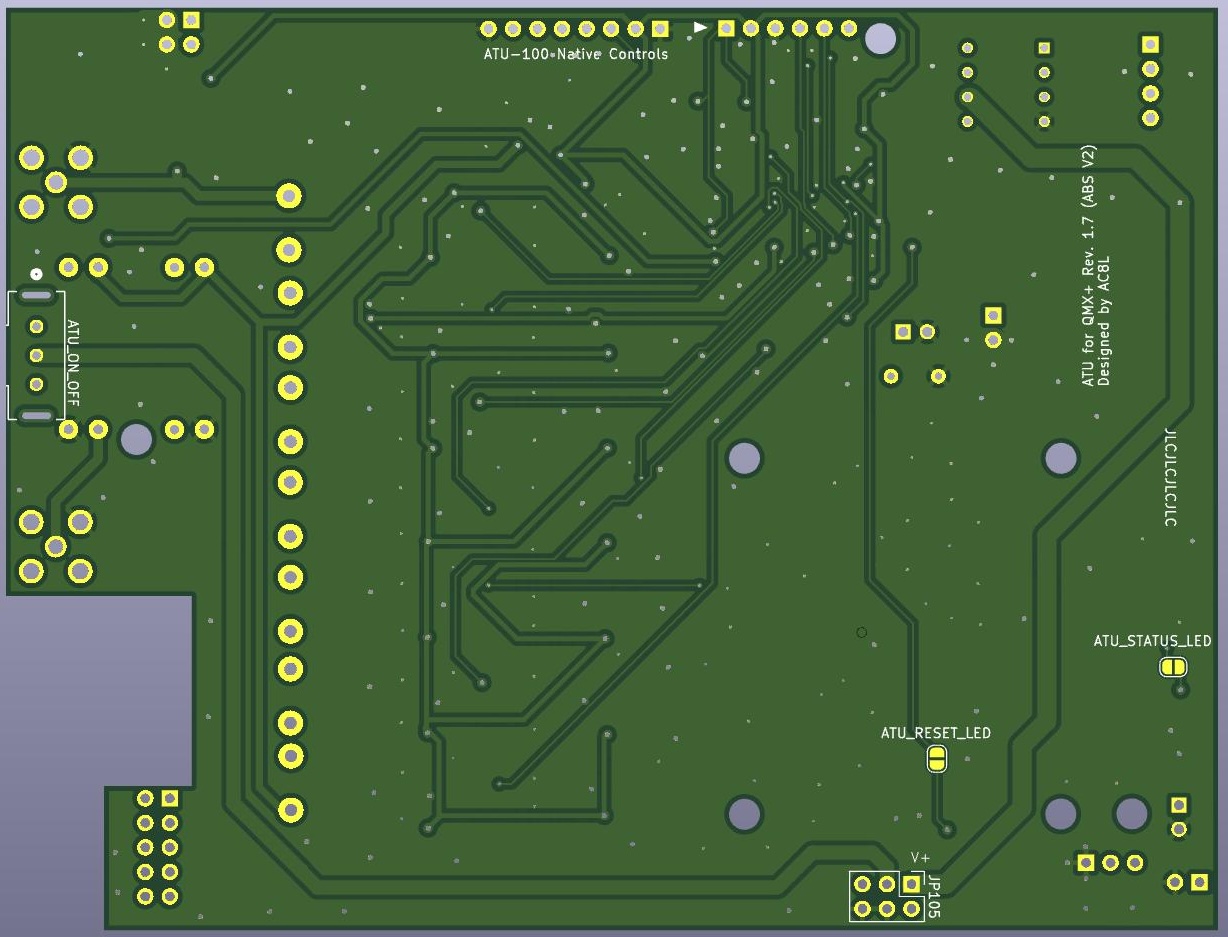 ATU-100-Native Controls
ATU for QMX+ Rev. 1.7 (ABS V2)
Designed by AC8L
ATU_ON_OFF
JLCJLCJLCJLC
ATU_STATUS_LED
ATU_RESET_LED
V+
JP105